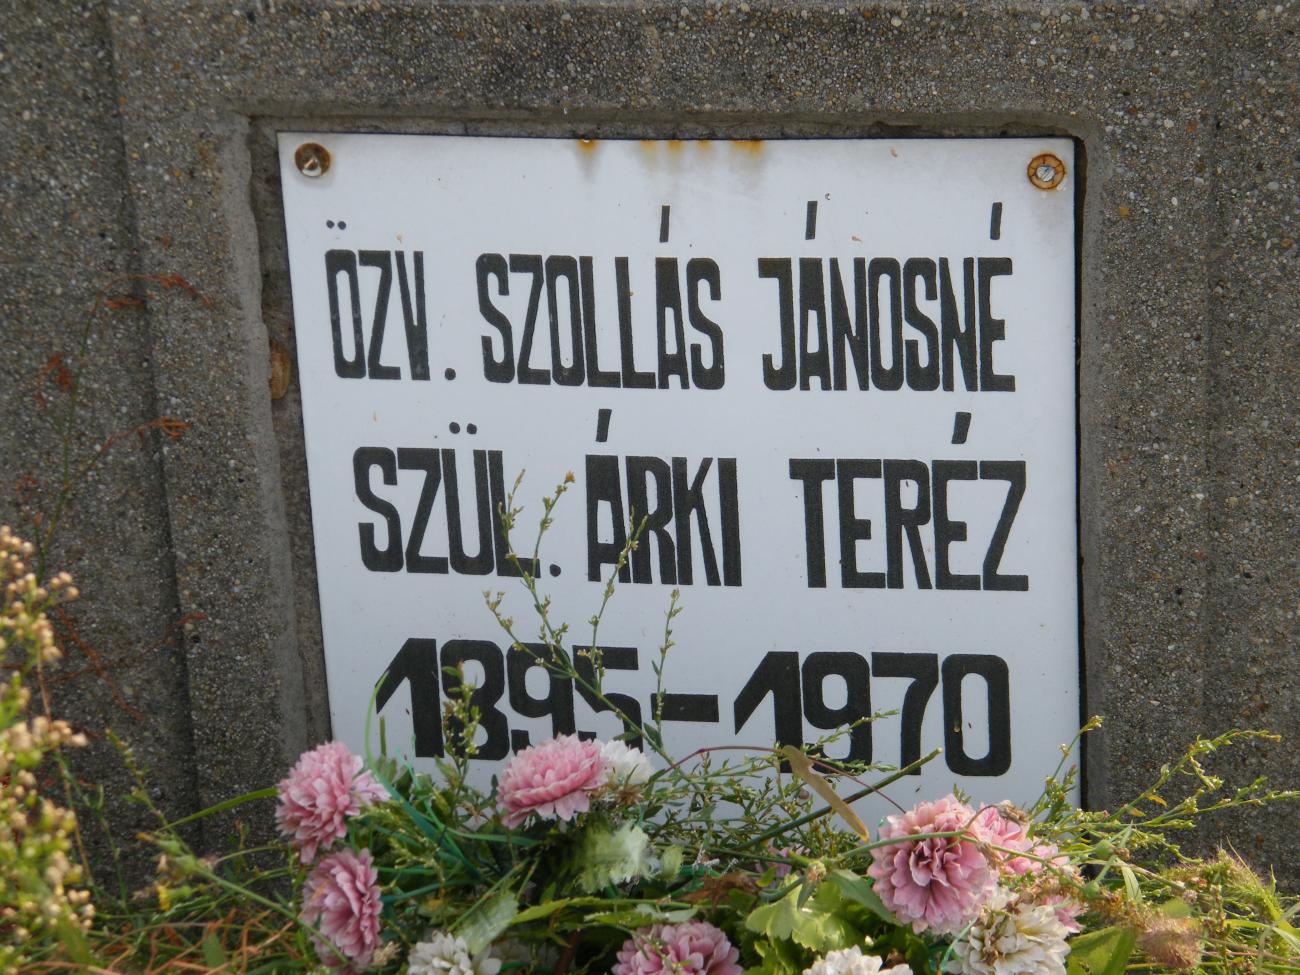 ÖZV. SZOLLÁS JÁNOSNÉ
SZÜL. ÁRKI TERÉZ
1895-1970